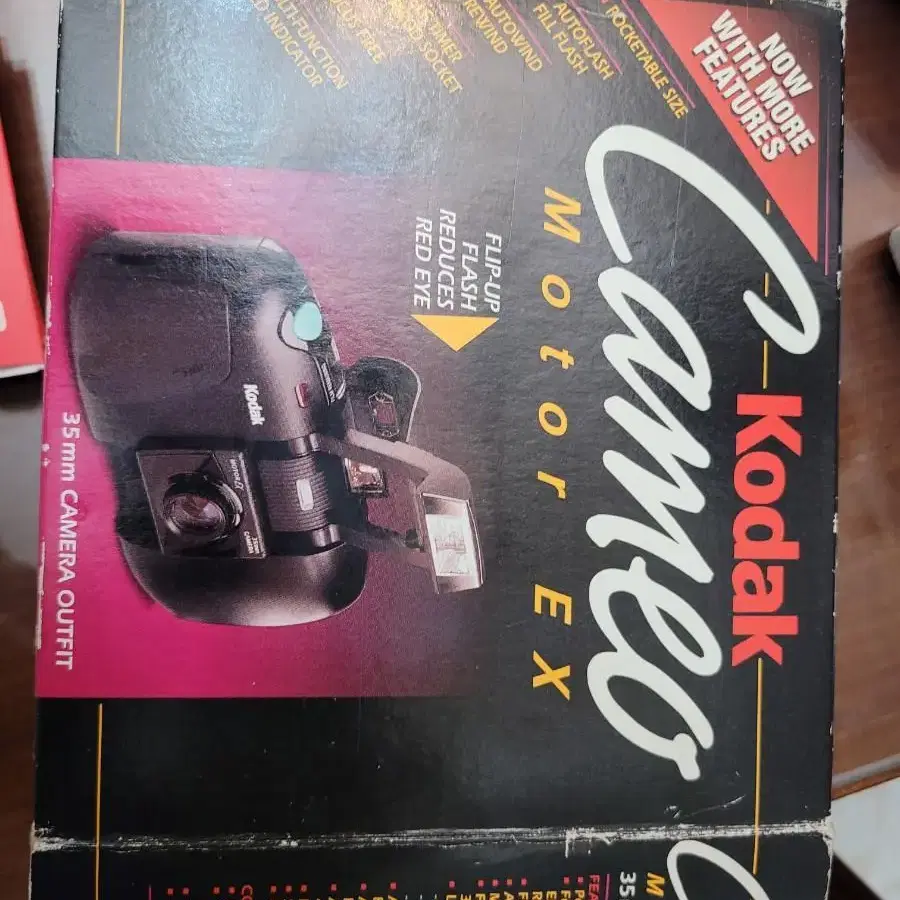 NOW
WITH MORE
FEATURES
Kodak
Cameo
Motor EX
POCKETABLE SIZE
AUTOFLASH
FILL FLASH
AUTOWIND
REWIND
SOCKET
FREE
INDICATOR
FLIP-UP
FLASH
REDUCES
RED EYE
Kodak
35 mm CAMERA OUTFIT
M
35